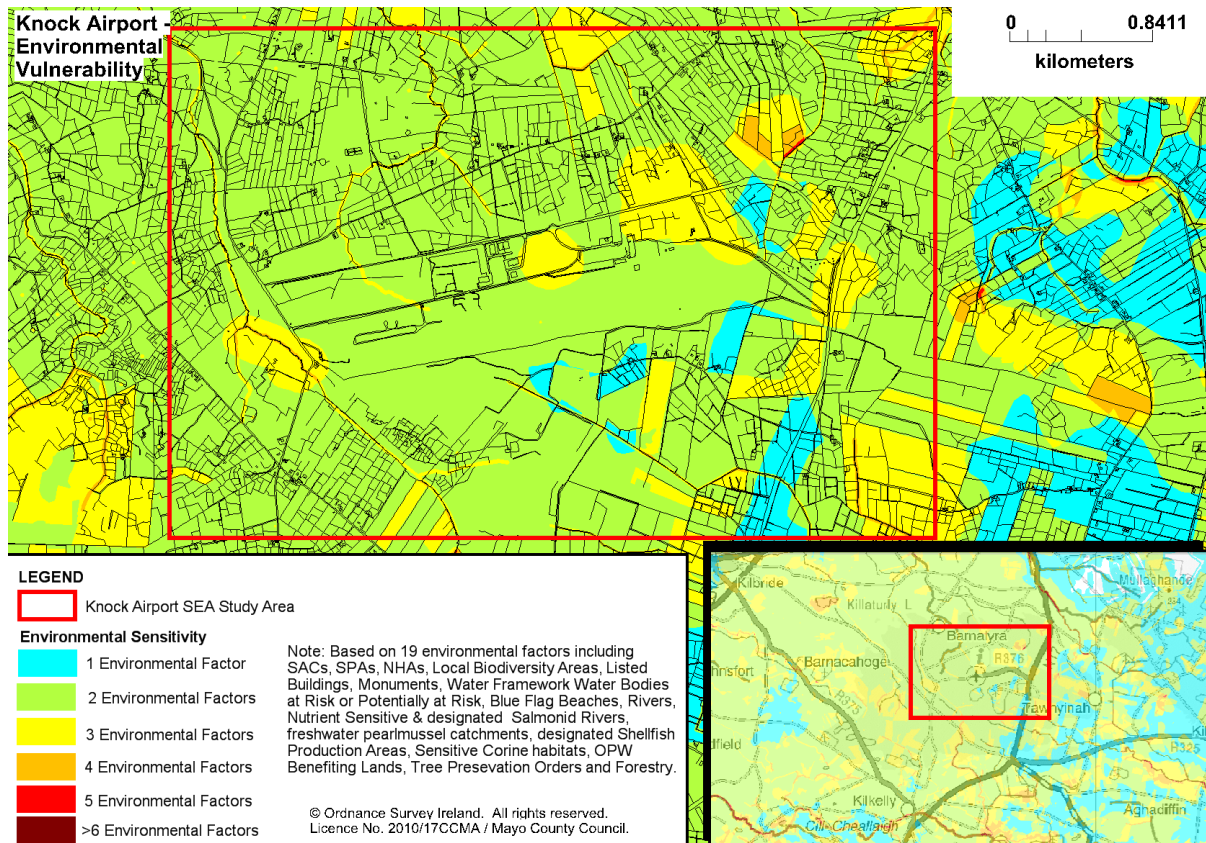 Knock Airport -
Environmental
Vulnerability
0 0.8411
kilometers
LEGEND
Knock Airport SEA Study Area
Environmental Sensitivity
1 Environmental Factor
2 Environmental Factors
3 Environmental Factors
4 Environmental Factors
5 Environmental Factors
>6 Environmental Factors
Note: Based on 19 environmental factors including
SACs, SPAs, NHAs, Local Biodiversity Areas, Listed
Buildings, Monuments, Water Framework Water Bodies
at Risk or Potentially at Risk, Blue Flag Beaches, Rivers,
Nutrient Sensitive & designated Salmonid Rivers,
freshwater pearlmussel catchments, designated Shellfish
Production Areas, Sensitive Corine habitats, OPW
Benefiting Lands, Tree Presevation Orders and Forestry.
© Ordnance Survey Ireland. All rights reserved.
Licence No. 2010/17CCMA / Mayo County Council.
Kilbride
Killaturly L
Mullaghande
Barnalyra
Barnacahoge
R376
hnsfort
R375
Tawnyinah
dfield
R325
Kilkelly
Aghadiffin
Cill Cheallaigh